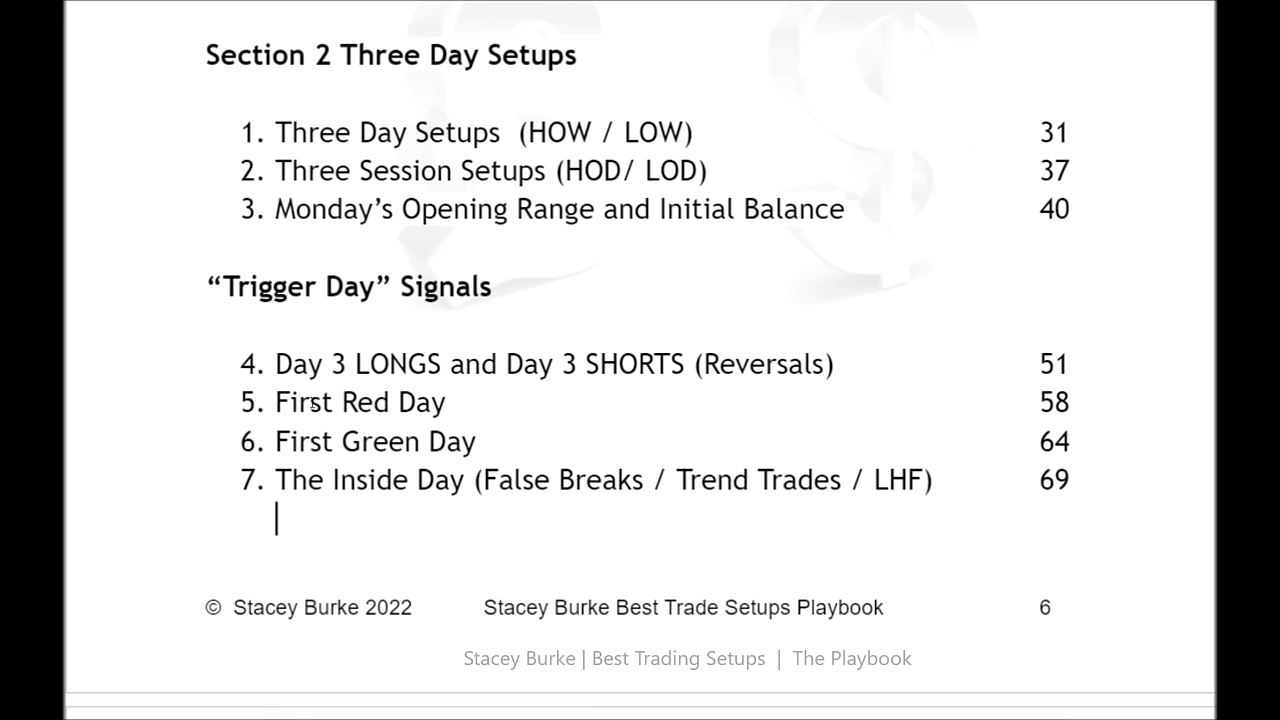 Section 2 Three Day Setups
1. Three Day Setups (HOW / LOW) 31
2. Three Session Setups (HOD/ LOD) 37
3. Monday’s Opening Range and Initial Balance 40
“Trigger Day” Signals
4. Day 3 LONGS and Day 3 SHORTS (Reversals) 51
5. First Red Day 58
6. First Green Day 64
7. The Inside Day (False Breaks / Trend Trades / LHF) 69
© Stacey Burke 2022 Stacey Burke Best Trade Setups Playbook 6
Stacey Burke | Best Trading Setups | The Playbook